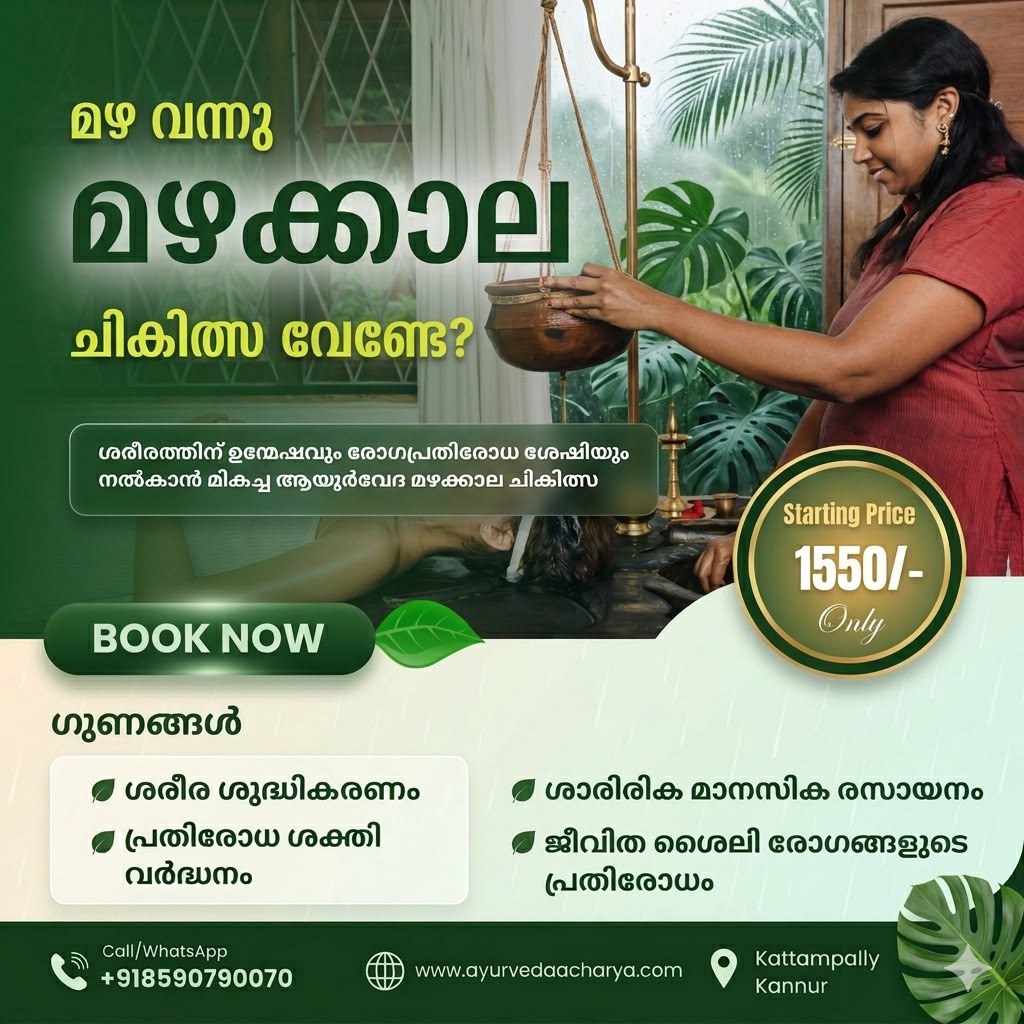 മഴ വന്നു
മഴക്കാല
ചികിത്സ വേണ്ടേ?
ശരീരത്തിന് ഉന്മേഷവും രോഗപ്രതിരോധ ശേഷിയും
നൽകാൻ മികച്ച ആയുർവേദ മഴക്കാല ചികിത്സ
Starting Price
1550/-
Only
BOOK NOW
ഗുണങ്ങൾ
ശരീര ശുദ്ധികരണം
പ്രതിരോധ ശക്തി
വർദ്ധനം
ശാരിരിക മാനസിക രസായനം
ജീവിത ശൈലി രോഗങ്ങളുടെ
പ്രതിരോധം
Call/WhatsApp
+918590790070
www.ayurvedaacharya.com
Kattampally
Kannur